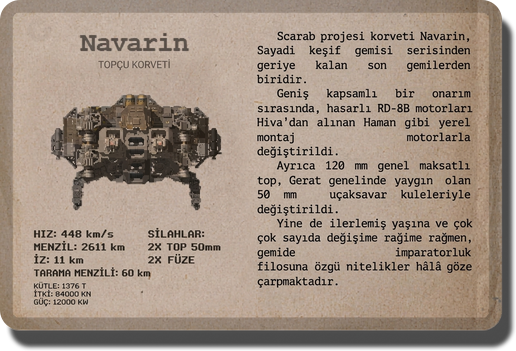 Navarin
TOPÇU KORVETİ
HIZ: 448 km/s
MENZİL: 2611 km
İZ: 11 km
TARAMA MENZİLİ: 60 km
KÜTLE: 1376 T
İTKİ: 84000 KN
GÜÇ: 12000 KW
SİLAHLAR:
2X TOP 50mm
2X FÜZE
Scarab projesi korveti Navarin,
Sayadi keşif gemisi serisinden
geriye kalan son gemilerden
biridir.
Geniş kapsamlı bir onarım
sırasında, hasarlı RD-8B motorları
Hiva'dan alınan Haman gibi yerel
montaj motorlarla
değiştirildi.
Ayrıca 120 mm genel maksatlı
top, Gerat genelinde yaygın olan
50 mm uçaksavar kuleleriyle
değiştirildi.
Yine de ilerlemiş yaşına ve çok
çok sayıda değişime rağime rağmen,
gemide imparatorluk
filosuna özgü nitelikler hâlâ göze
çarpmaktadır.